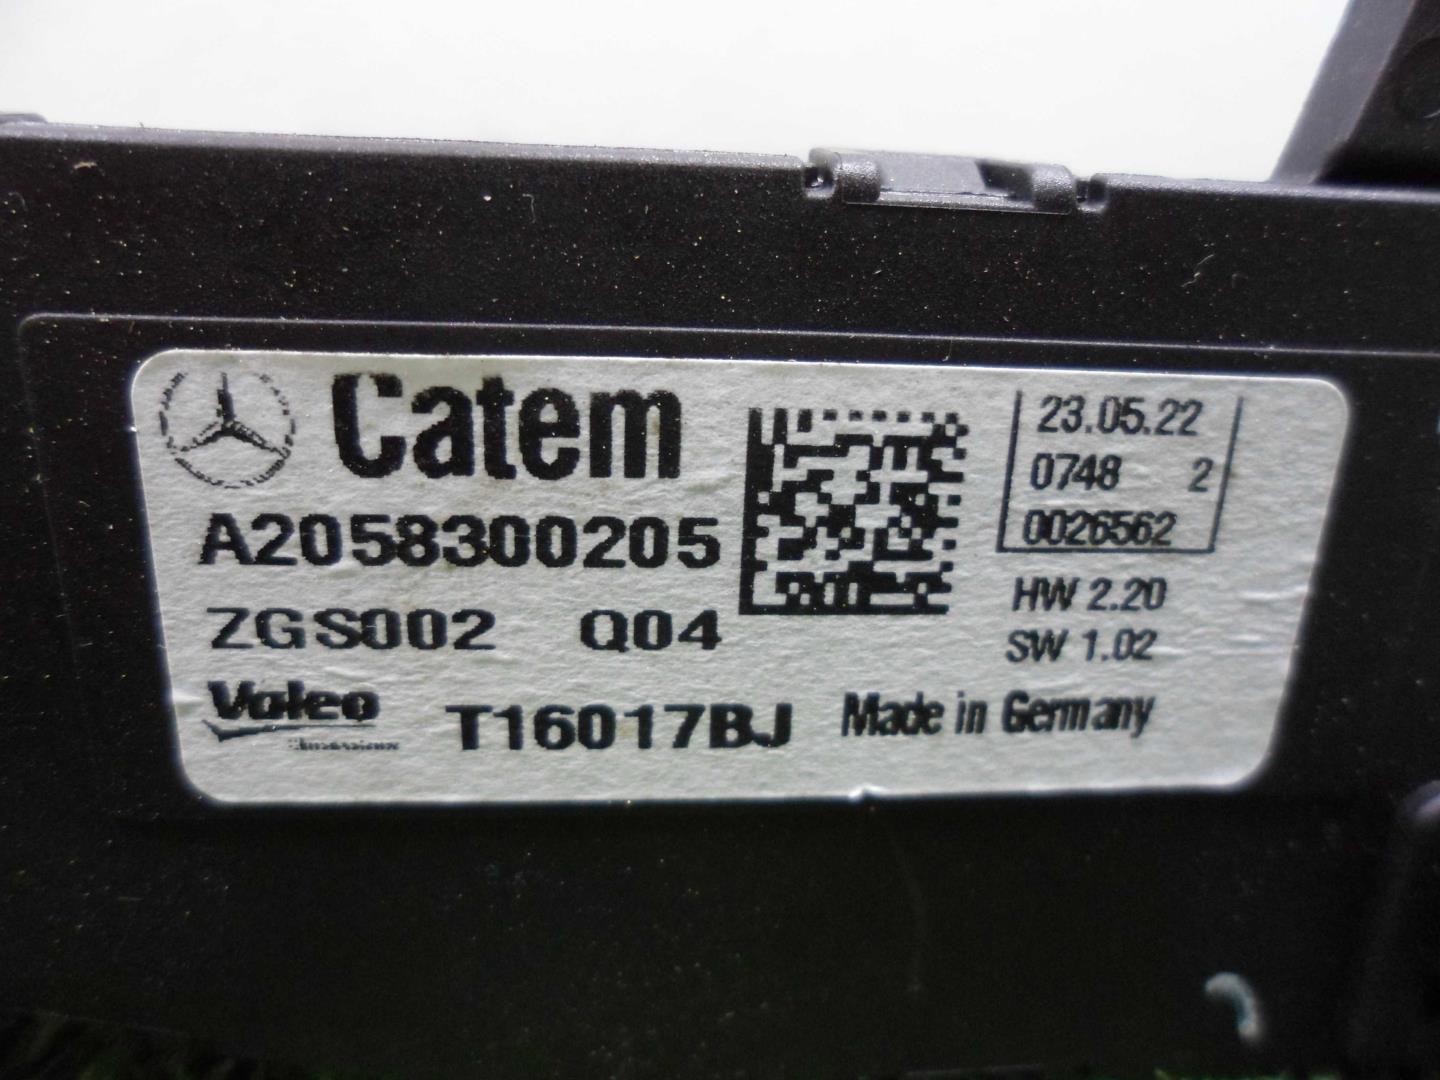 Catem
A2058300205
ZGS002 Q04
Valeo
T16017BJ
23.05.22
0748 2
0026562
HW 2.20
SW 1.02
Made in Germany